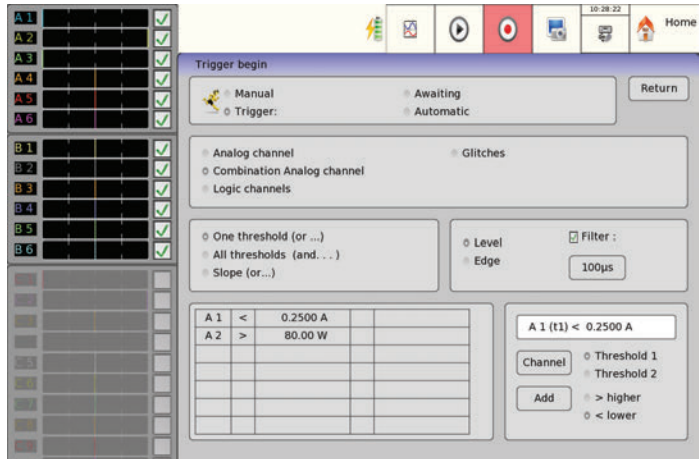 10:28:22
Home
Trigger begin
Return
Manual
Awaiting
Trigger:
Automatic
Analog channel
Glitches
Combination Analog channel
Logic channels
One threshold (or ...)
All thresholds (and. . . )
Slope (or...)
Level
Edge
Filter :
100µs
A 1 < 0.2500 A
A 2 > 80.00 W
A 1 (t1) < 0.2500 A
Channel
Threshold 1
Threshold 2
Add
> higher
< lower
A 1
A 2
A 3
A 4
A 5
A 6
B 1
B 2
B 3
B 4
B 5
B 6